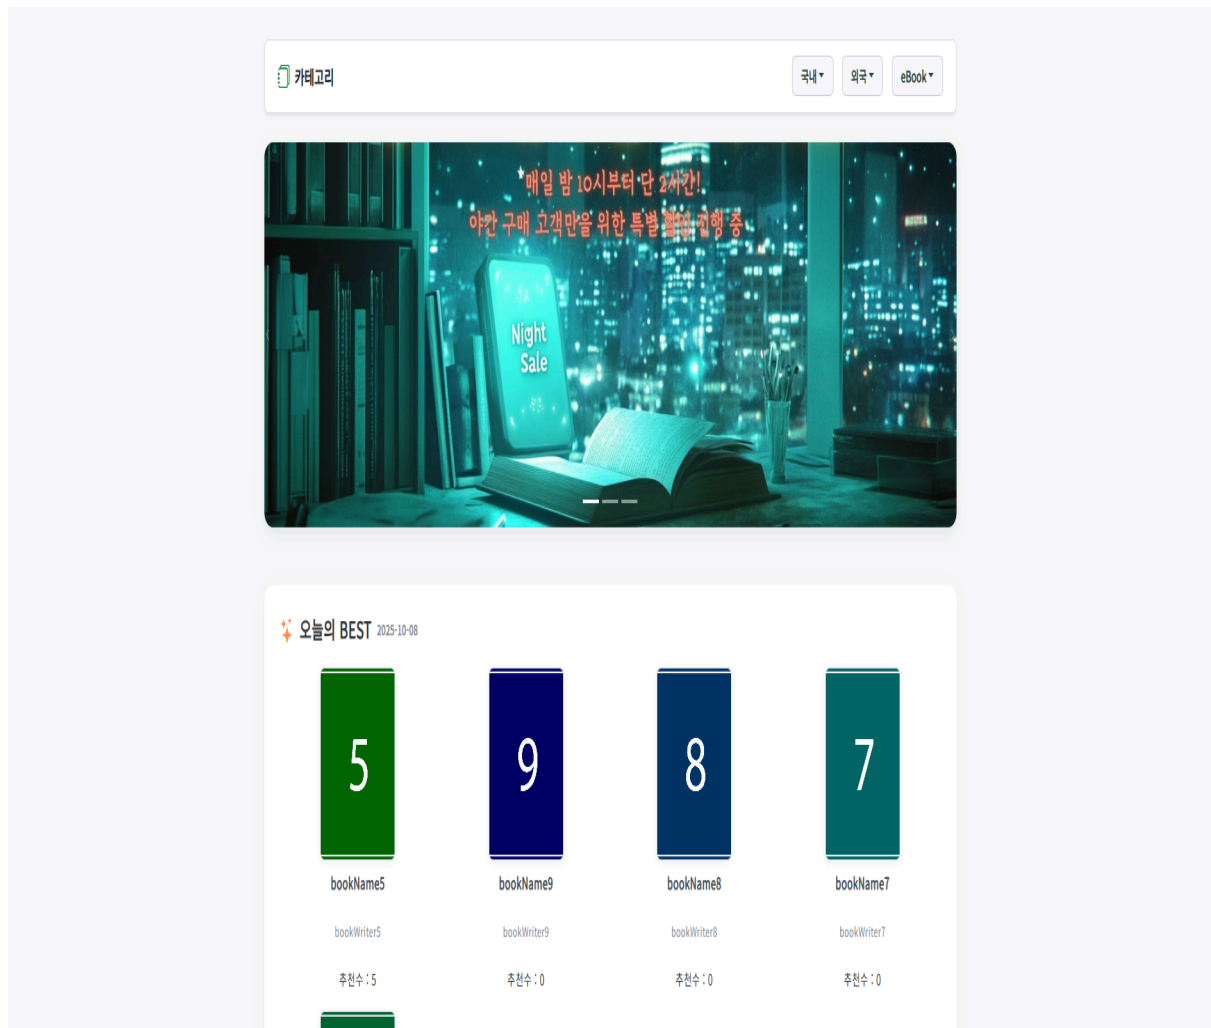 카테고리
국내
외국
eBook
매일 밤 10시부터 단 2시간!
야칸 구매 고객만을 위한 특별 할인 진행 중
Night
Sale
오늘의 BEST 2025-10-08
5 9 8 7
bookName5 bookName9 bookName8 bookName7
bookWriter5 bookWriter9 bookWriter8 bookWriter7
추천수 : 5 추천수 : 0 추천수 : 0 추천수 : 0